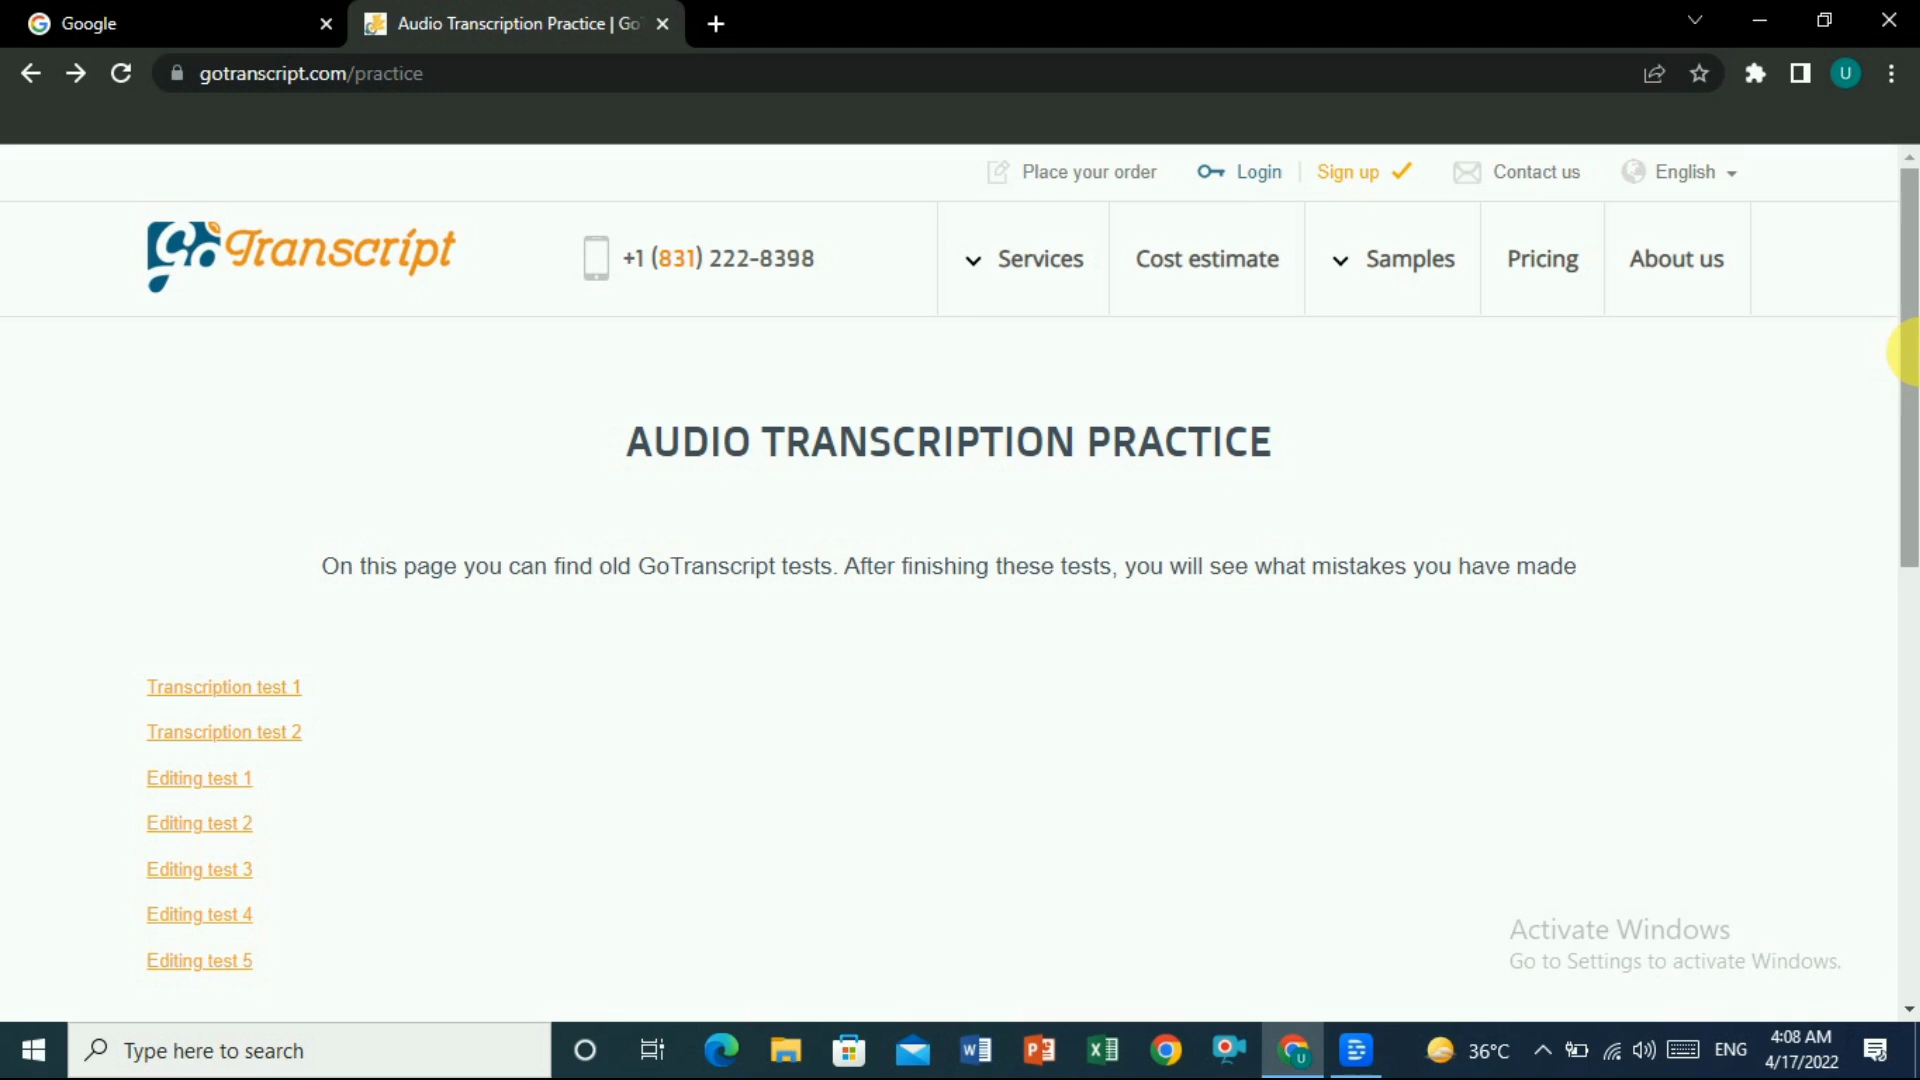 Google
Audio Transcription Practice | Go
gotranscript.com/practice
U
Place your order
Login
Sign up
Contact us
English
GoTranscript
+1 (831) 222-8398
Services
Cost estimate
Samples
Pricing
About us
AUDIO TRANSCRIPTION PRACTICE
On this page you can find old GoTranscript tests. After finishing these tests, you will see what mistakes you have made
Transcription test 1
Transcription test 2
Editing test 1
Editing test 2
Editing test 3
Editing test 4
Editing test 5
Activate Windows
Go to Settings to activate Windows.
Type here to search
36°C
ENG
4:08 AM
4/17/2022